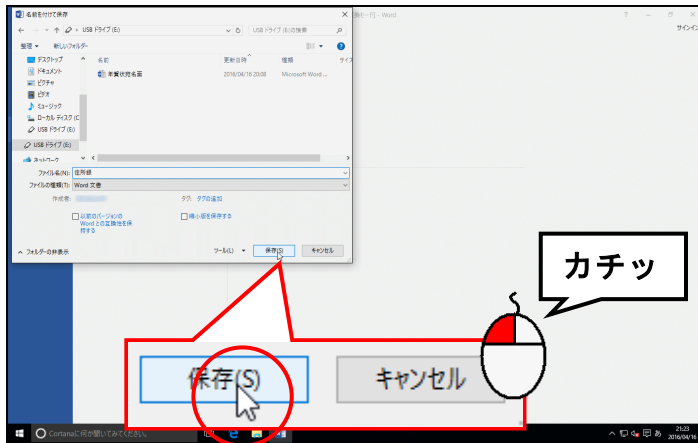 名前を付けて保存
換モード] - Word
サインイン
USB ドライブ (E:)
USB ドライブ (E:)の検索
整理
新しいフォルダー
デスクトップ
ドキュメント
ピクチャ
ビデオ
ミュージック
ローカル ディスク (C
USB ドライブ (E:)
USB ドライブ (E:)
ネットワーク
名前
更新日時
種類
サイズ
年賀状宛名面
2016/04/16 20:08
Microsoft Word ...
ファイル名(N): 住所録
ファイルの種類(T): Word 文書
作成者:
タグ: タグの追加
以前のバージョンの
Word との互換性を保
持する
縮小版を保存する
フォルダーの非表示
ツール(L)
保存(S)
キャンセル
カチッ
保存(S)
キャンセル
Cortanaに何か聞いてみてください。
あ
21:23
2016/04/16